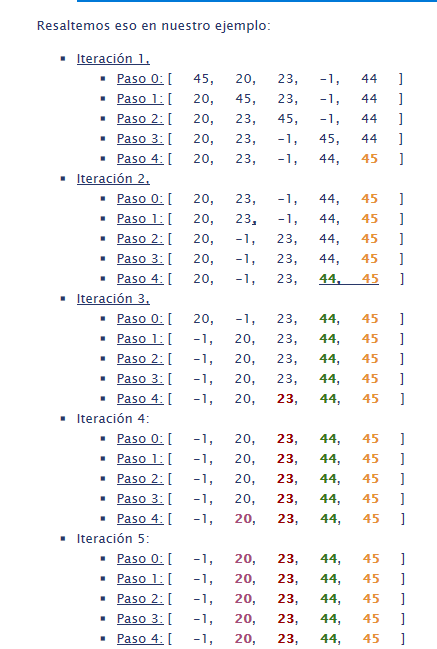 Resaltemos eso en nuestro ejemplo:
▪ Iteración 1,
▪ Paso 0: [ 45, 20, 23, -1, 44 ]
▪ Paso 1: [ 20, 45, 23, -1, 44 ]
▪ Paso 2: [ 20, 23, 45, -1, 44 ]
▪ Paso 3: [ 20, 23, -1, 45, 44 ]
▪ Paso 4: [ 20, 23, -1, 44, 45 ]
▪ Iteración 2,
▪ Paso 0: [ 20, 23, -1, 44, 45 ]
▪ Paso 1: [ 20, 23, -1, 44, 45 ]
▪ Paso 2: [ 20, -1, 23, 44, 45 ]
▪ Paso 3: [ 20, -1, 23, 44, 45 ]
▪ Paso 4: [ 20, -1, 23, 44, 45 ]
▪ Iteración 3,
▪ Paso 0: [ 20, -1, 23, 44, 45 ]
▪ Paso 1: [ -1, 20, 23, 44, 45 ]
▪ Paso 2: [ -1, 20, 23, 44, 45 ]
▪ Paso 3: [ -1, 20, 23, 44, 45 ]
▪ Paso 4: [ -1, 20, 23, 44, 45 ]
▪ Iteración 4:
▪ Paso 0: [ -1, 20, 23, 44, 45 ]
▪ Paso 1: [ -1, 20, 23, 44, 45 ]
▪ Paso 2: [ -1, 20, 23, 44, 45 ]
▪ Paso 3: [ -1, 20, 23, 44, 45 ]
▪ Paso 4: [ -1, 20, 23, 44, 45 ]
▪ Iteración 5:
▪ Paso 0: [ -1, 20, 23, 44, 45 ]
▪ Paso 1: [ -1, 20, 23, 44, 45 ]
▪ Paso 2: [ -1, 20, 23, 44, 45 ]
▪ Paso 3: [ -1, 20, 23, 44, 45 ]
▪ Paso 4: [ -1, 20, 23, 44, 45 ]